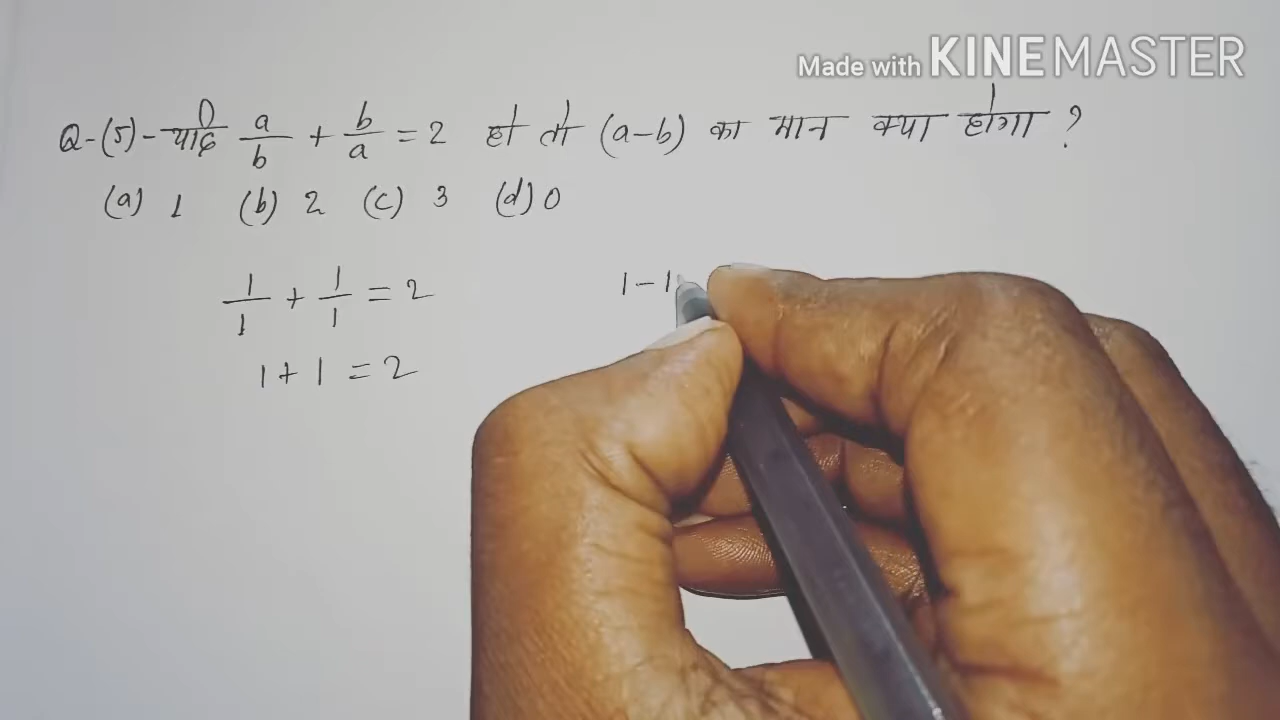 Made with KINEMASTER
Q-(5)- यदि a/b + b/a = 2 हो तो (a-b) का मान क्या होगा ?
(a) 1 (b) 2 (c) 3 (d) 0
1/1 + 1/1 = 2 1-1
1+1 = 2